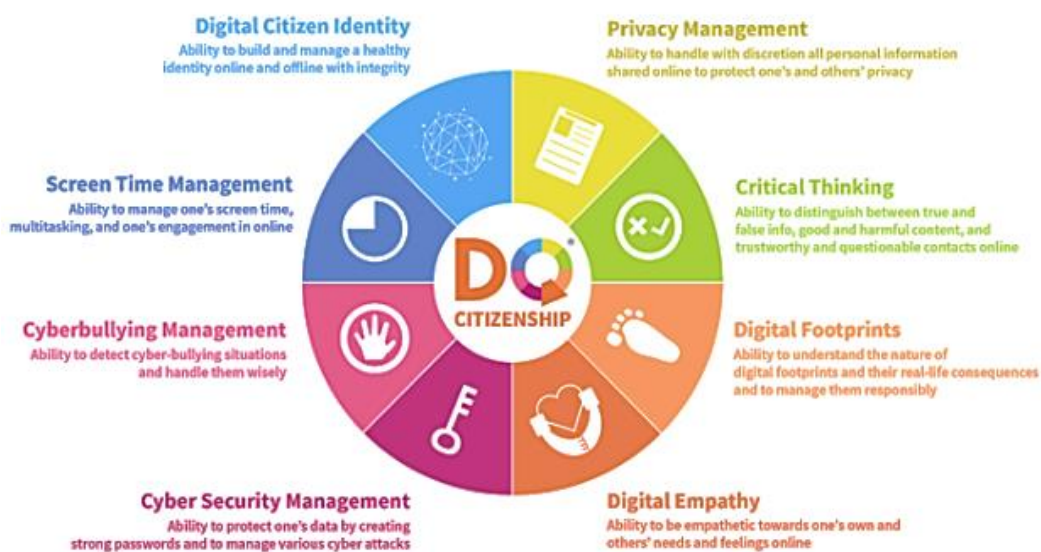 Digital Citizen Identity
Ability to build and manage a healthy
identity online and offline with integrity
Privacy Management
Ability to handle with discretion all personal information
shared online to protect one's and others' privacy
Screen Time Management
Ability to manage one's screen time,
multitasking, and one's engagement in online
Critical Thinking
Ability to distinguish between true and
false info, good and harmful content, and
trustworthy and questionable contacts online
DQ®
CITIZENSHIP
Cyberbullying Management
Ability to detect cyber-bullying situations
and handle them wisely
Digital Footprints
Ability to understand the nature of
digital footprints and their real-life consequences
and to manage them responsibly
Cyber Security Management
Ability to protect one's data by creating
strong passwords and to manage various cyber attacks
Digital Empathy
Ability to be empathetic towards one's own and
others' needs and feelings online